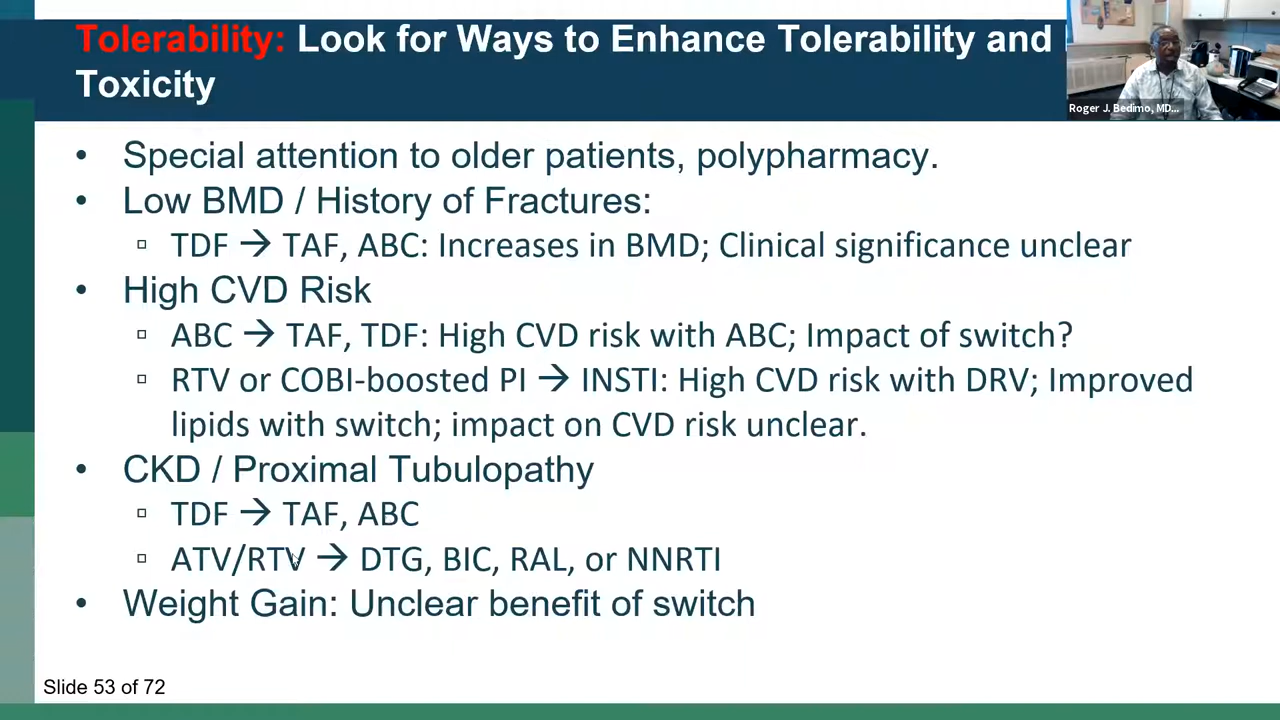 Tolerability: Look for Ways to Enhance Tolerability and
Toxicity
Roger J. Bedimo, MD...
• Special attention to older patients, polypharmacy.
• Low BMD / History of Fractures:
▫ TDF → TAF, ABC: Increases in BMD; Clinical significance unclear
• High CVD Risk
▫ ABC → TAF, TDF: High CVD risk with ABC; Impact of switch?
▫ RTV or COBI-boosted PI → INSTI: High CVD risk with DRV; Improved
lipids with switch; impact on CVD risk unclear.
• CKD / Proximal Tubulopathy
▫ TDF → TAF, ABC
▫ ATV/RTV → DTG, BIC, RAL, or NNRTI
• Weight Gain: Unclear benefit of switch
Slide 53 of 72